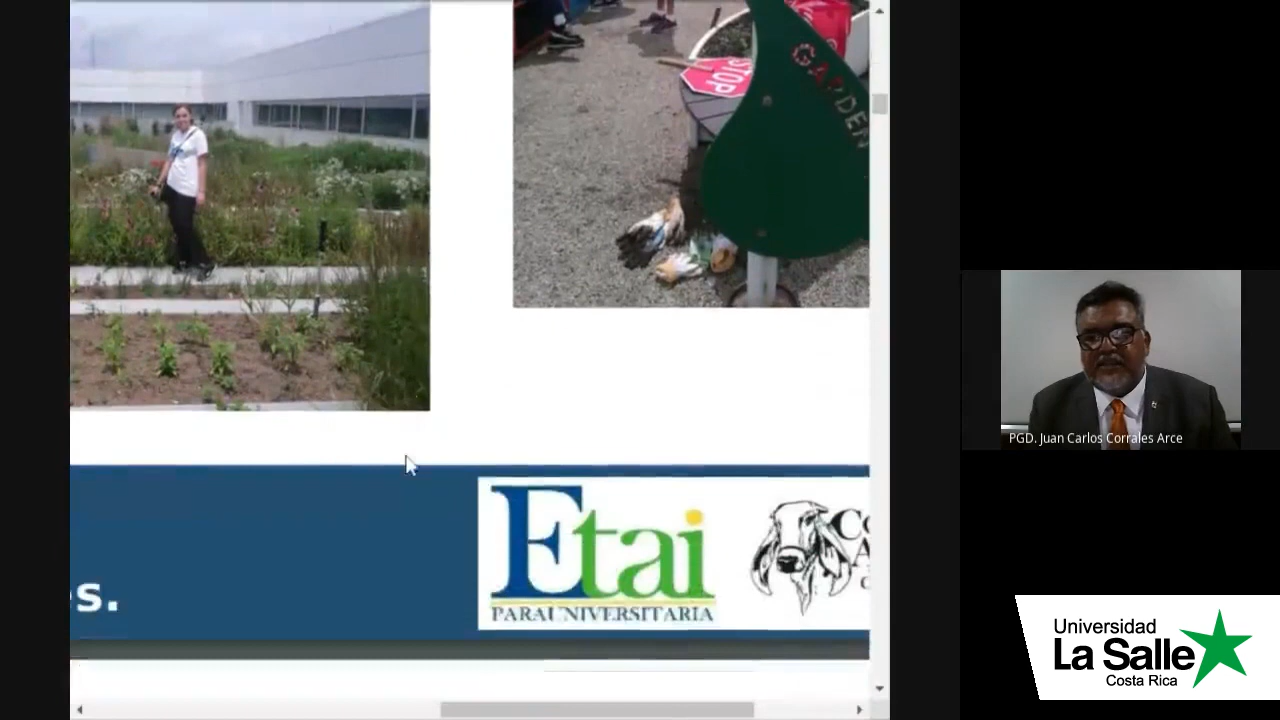 STOP
GARDEN
s.
Etai
PARAUNIVERSITARIA
PGD. Juan Carlos Corrales Arce
Universidad
La Salle
Costa Rica